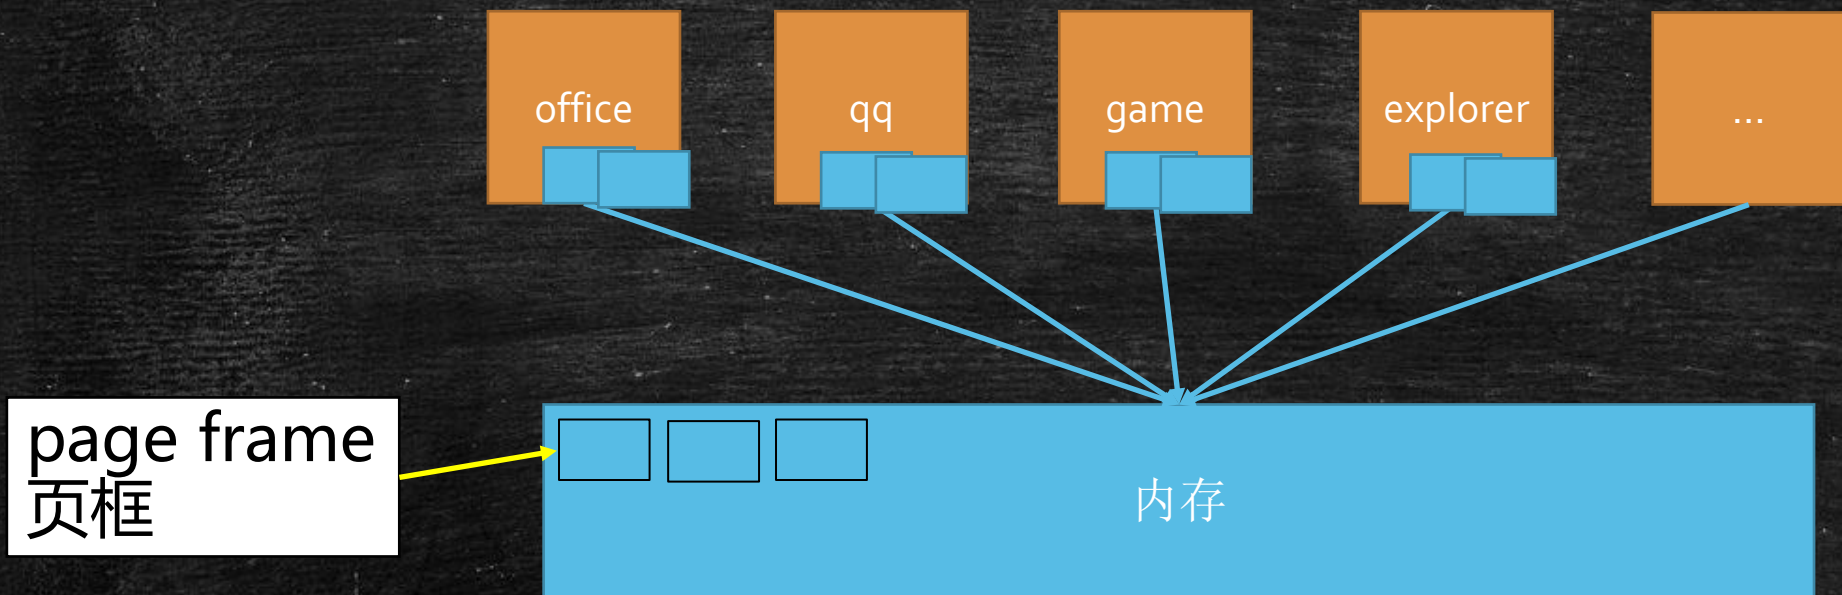 office
qq
game
explorer
...
page frame
页框
内存